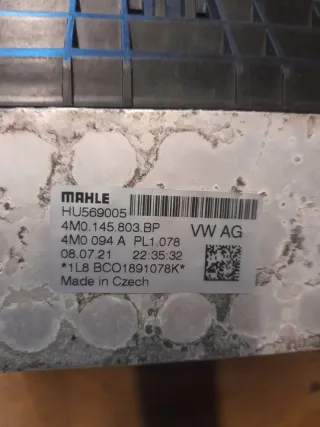 MAHLE
HU569005
4M0.145.803.BP VW AG
4M0 094 A PL1.078
08.07.21 22:35:32
*1L8 BCO1891078K*
Made in Czech